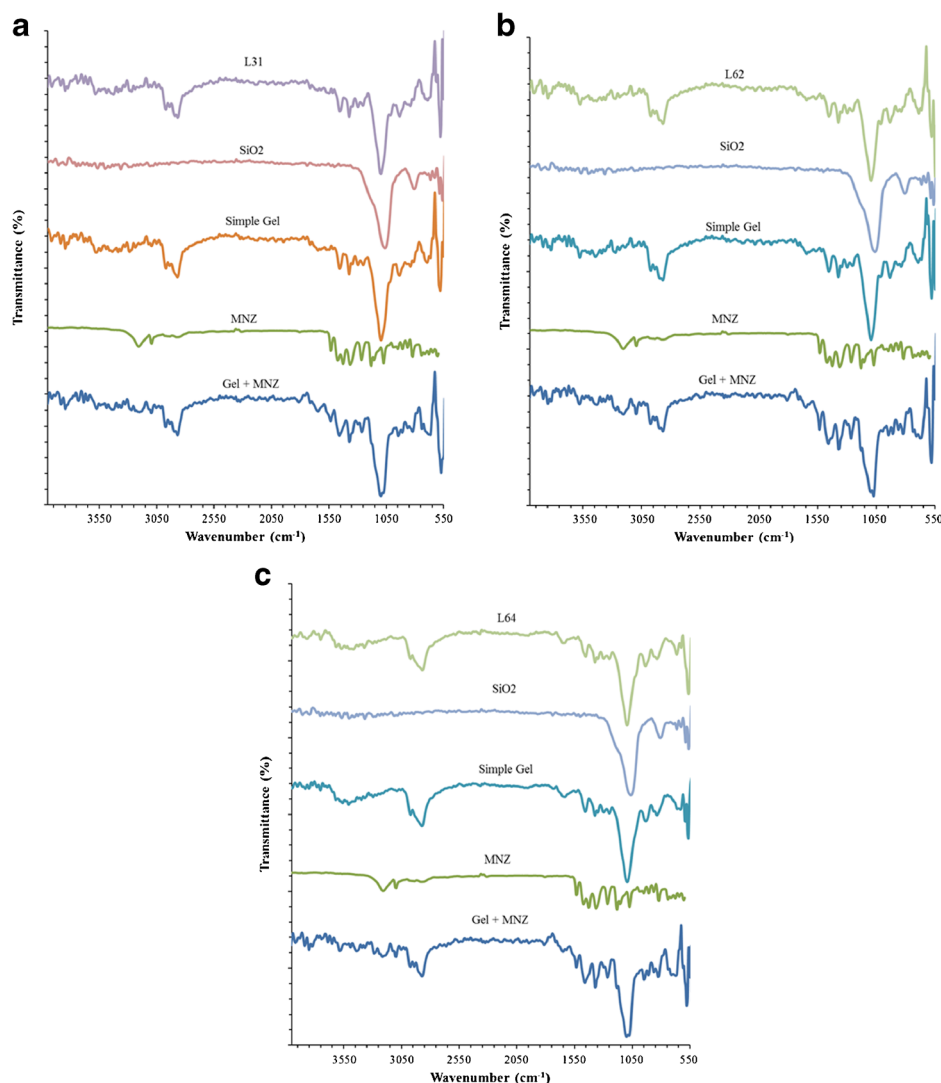 a
L31
SiO2
Simple Gel
MNZ
Gel + MNZ
Transmittance (%)
3550 3050 2550 2050 1550 1050 550
Wavenumber (cm-1)
b
L62
SiO2
Simple Gel
MNZ
Gel + MNZ
Transmittance (%)
3550 3050 2550 2050 1550 1050 550
Wavenumber (cm-1)
c
L64
SiO2
Simple Gel
MNZ
Gel + MNZ
Transmittance (%)
3550 3050 2550 2050 1550 1050 550
Wavenumber (cm-1)